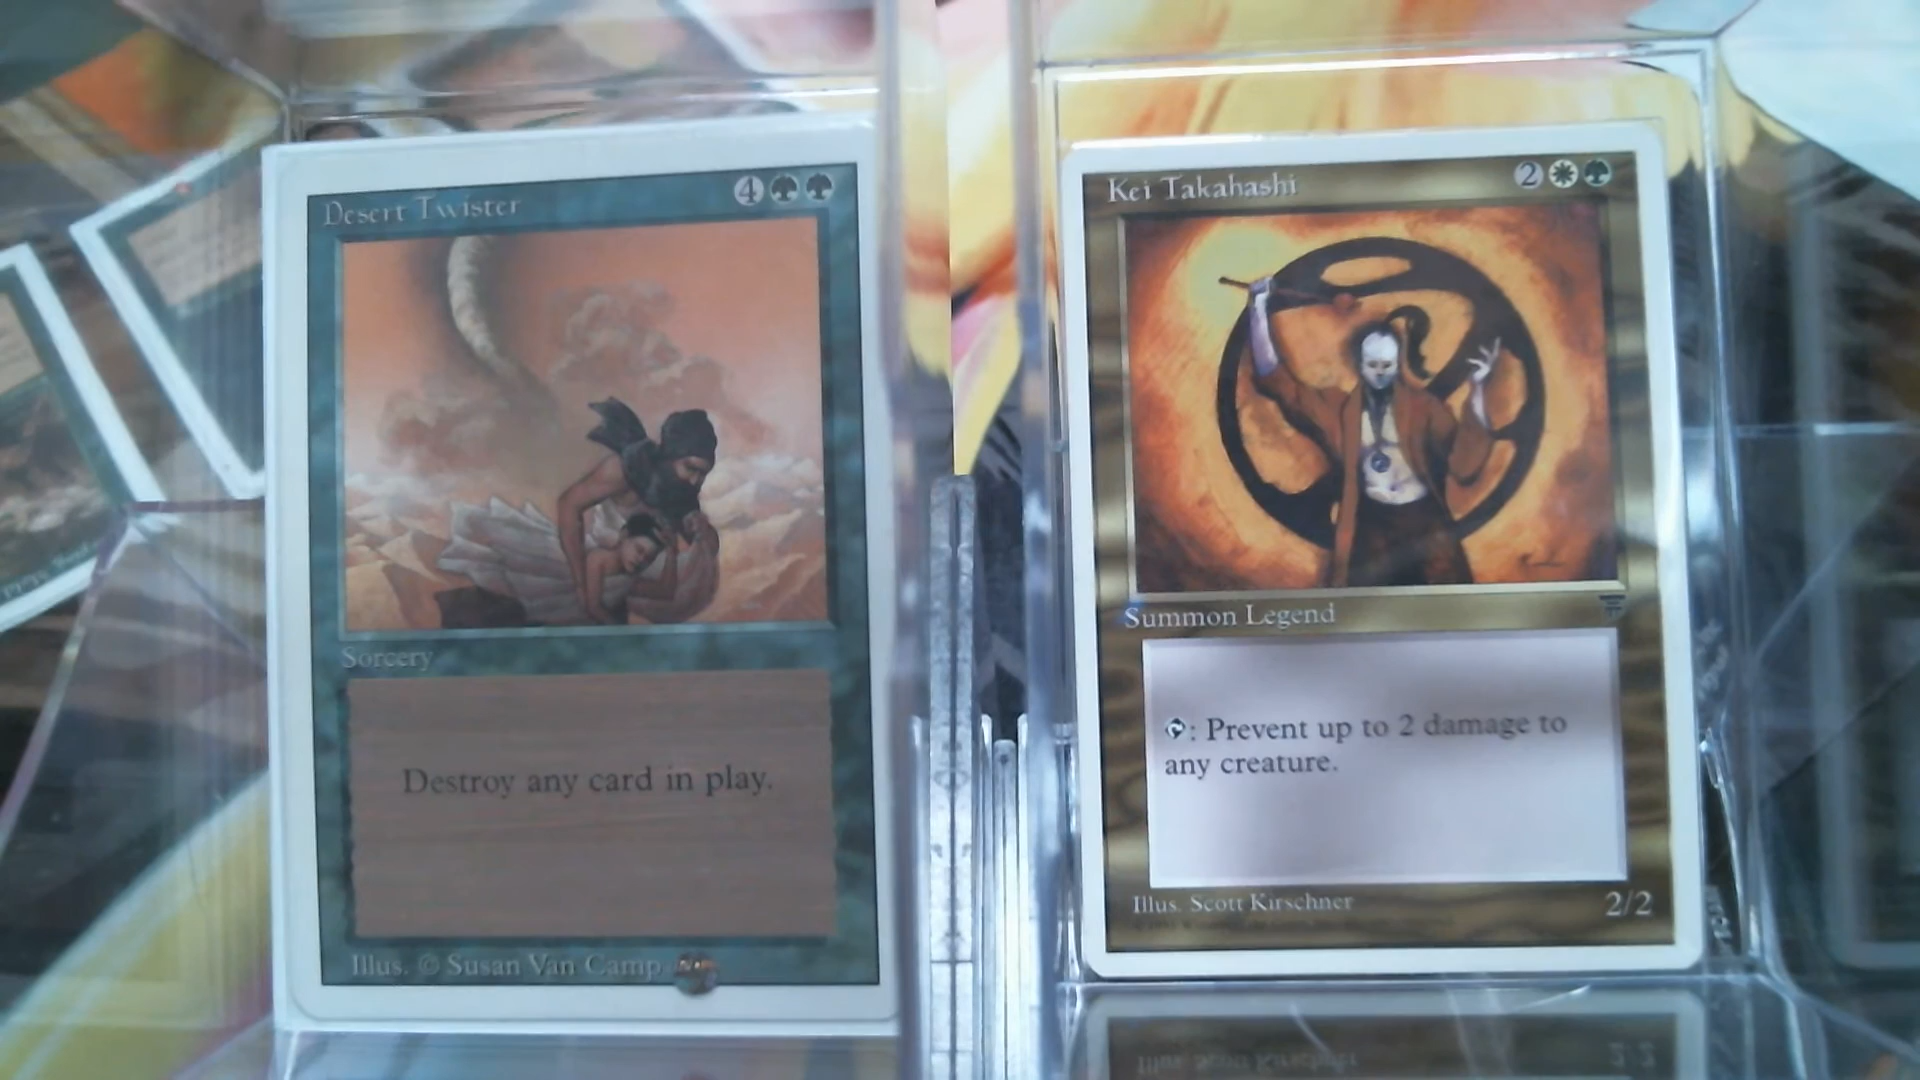 Desert Twister
4
Sorcery
Destroy any card in play.
Illus. © Susan Van Camp
Kei Takahashi
2
Summon Legend
: Prevent up to 2 damage to
any creature.
Illus. Scott Kirschner
2/2